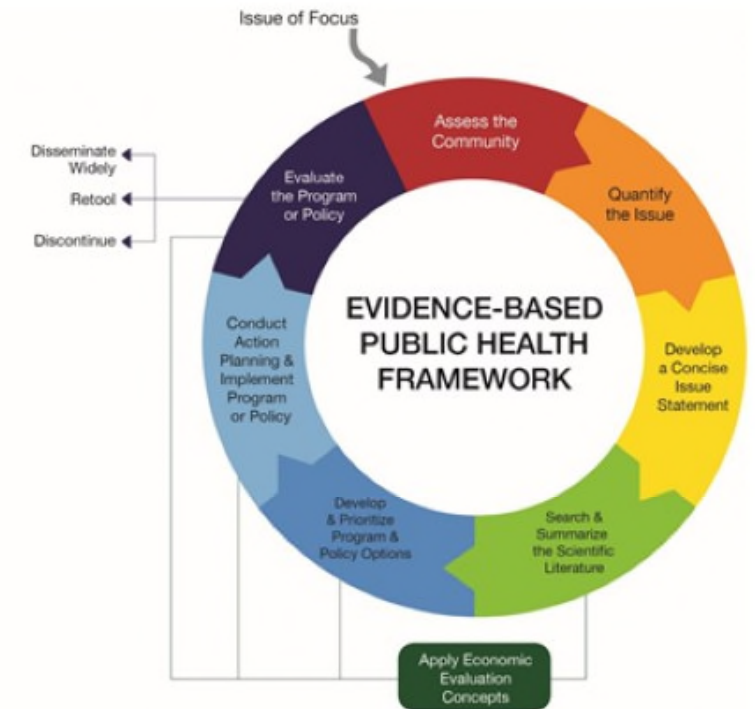 Issue of Focus
Assess the
Community
Quantify
the Issue
Develop
a Concise
Issue
Statement
Search &
Summarize
the Scientific
Literature
Develop
& Prioritize
Program &
Policy Options
Conduct
Action
Planning &
Implement
Program
or Policy
Evaluate
the Program
or Policy
Disseminate
Widely
Retool
Discontinue
EVIDENCE-BASED
PUBLIC HEALTH
FRAMEWORK
Apply Economic
Evaluation
Concepts